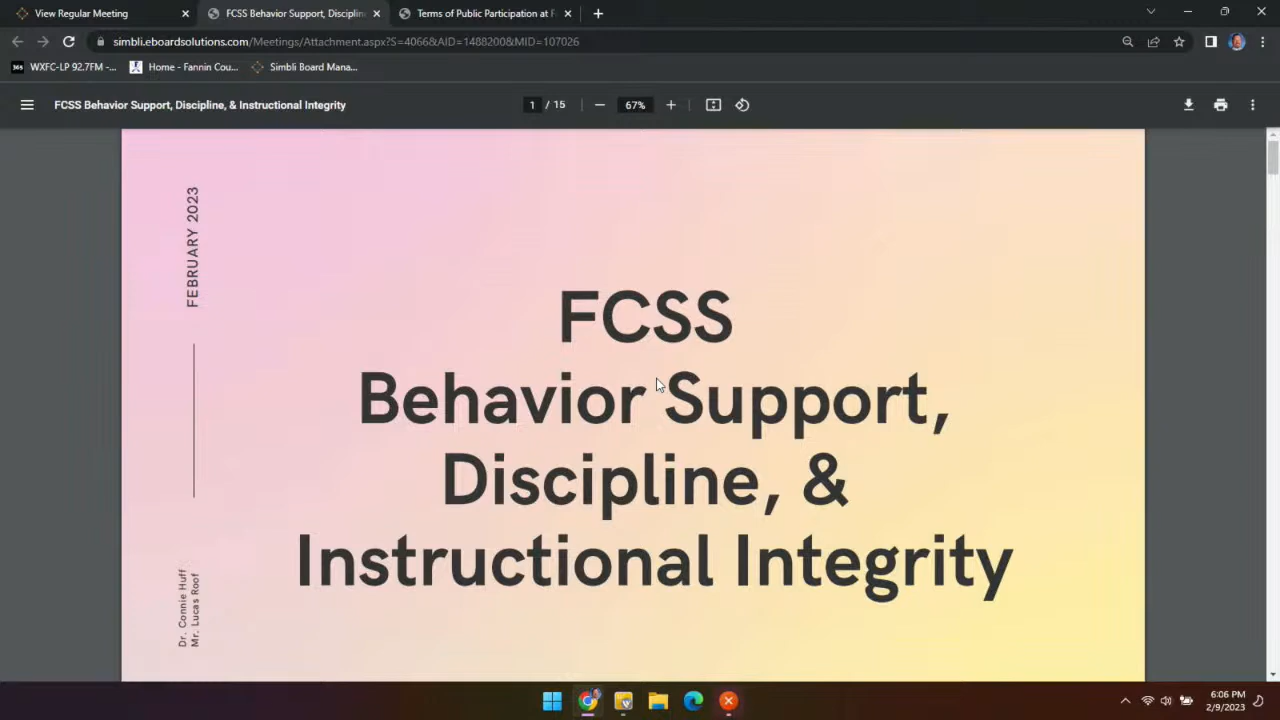 View Regular Meeting
FCSS Behavior Support, Disciplin
Terms of Public Participation at F
simbli.eboardsolutions.com/Meetings/Attachment.aspx?S=4066&AID=1488200&MID=107026
365
WXFC-LP 92.7FM -...
Home - Fannin Cou...
Simbli Board Mana...
FCSS Behavior Support, Discipline, & Instructional Integrity
1 / 15
67%
FEBRUARY 2023
FCSS
Behavior Support,
Discipline, &
Instructional Integrity
Dr. Connie Huff
Mr. Lucas Roof
6:06 PM
2/9/2023